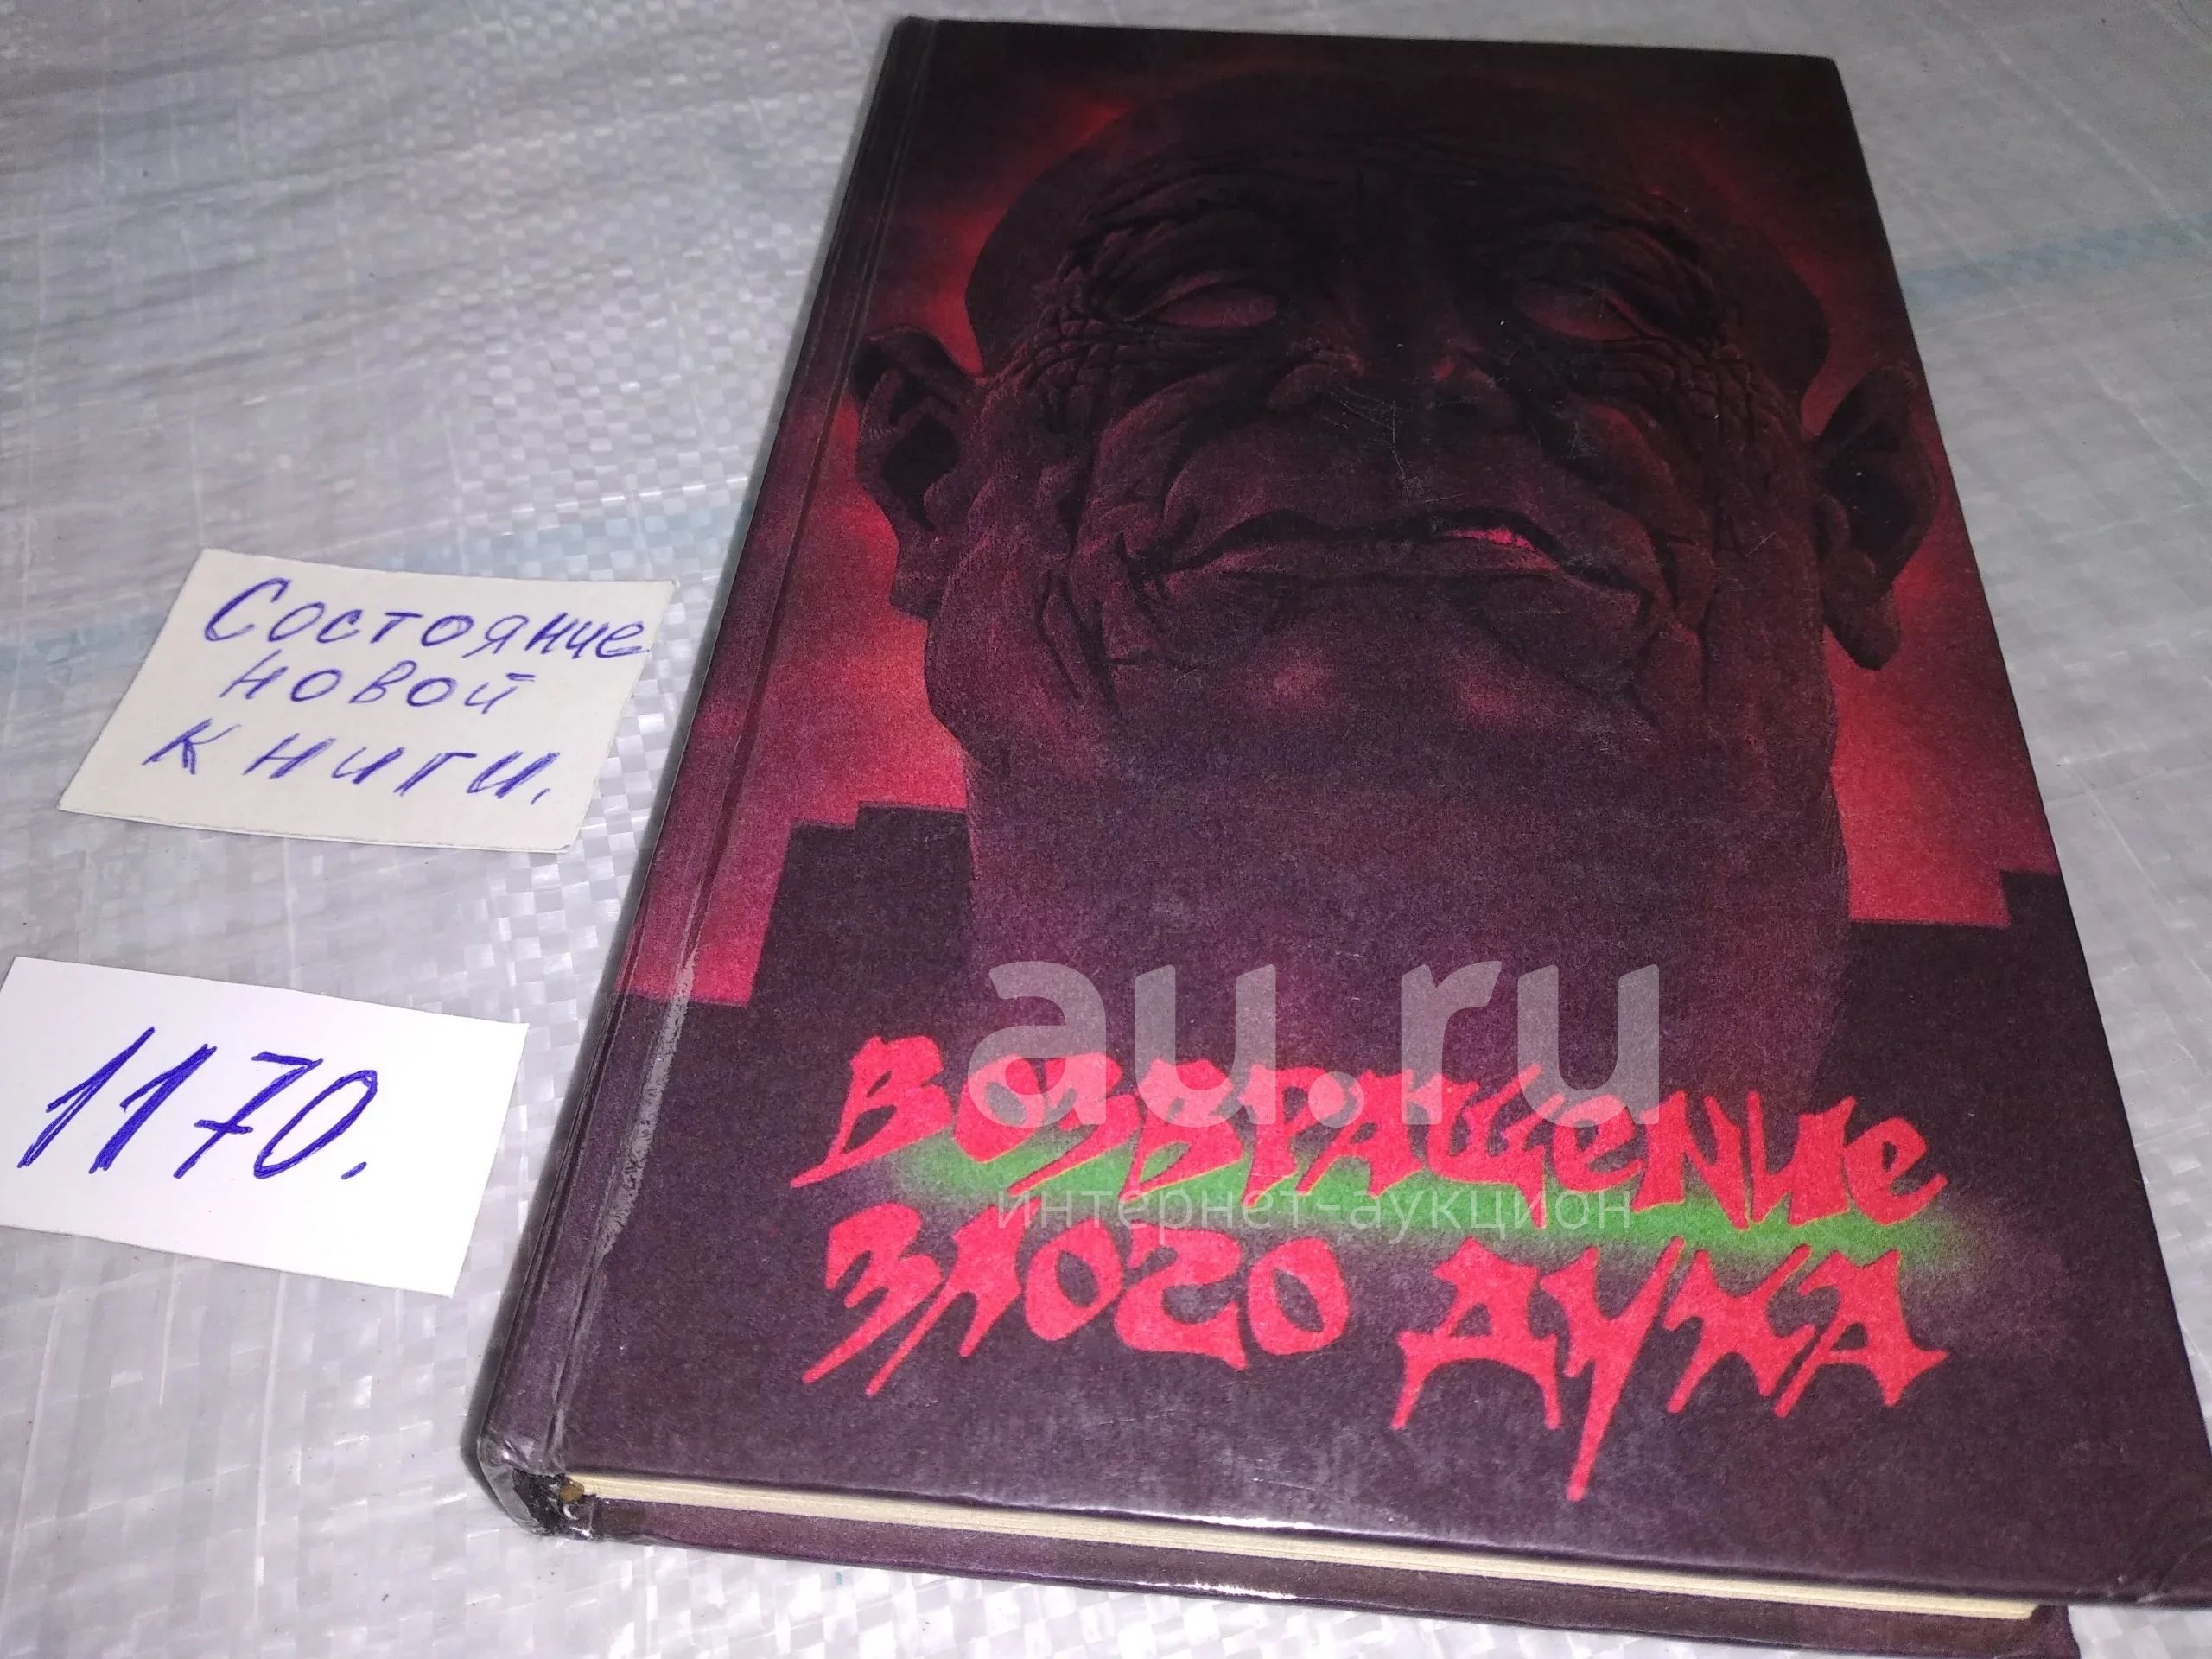 Состояние
новой
книги.
1170.
au.ru
Возвращение
интернет-аукцион
злого духа